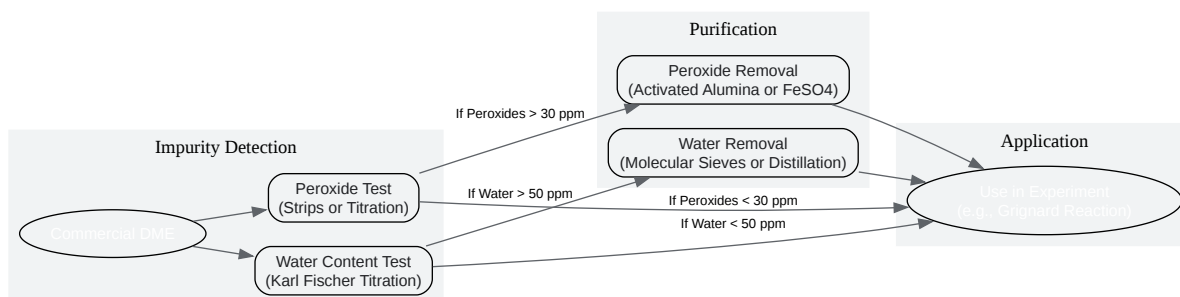 Purification
Peroxide Removal
(Activated Alumina or FeSO4)
If Peroxides > 30 ppm
Impurity Detection
Water Removal
(Molecular Sieves or Distillation)
Application
Peroxide Test
(Strips or Titration)
If Water > 50 ppm
If Peroxides < 30 ppm
Use in Experiment
(e.g., Grignard Reaction)
Commercial DME
If Water < 50 ppm
Water Content Test
(Karl Fischer Titration)